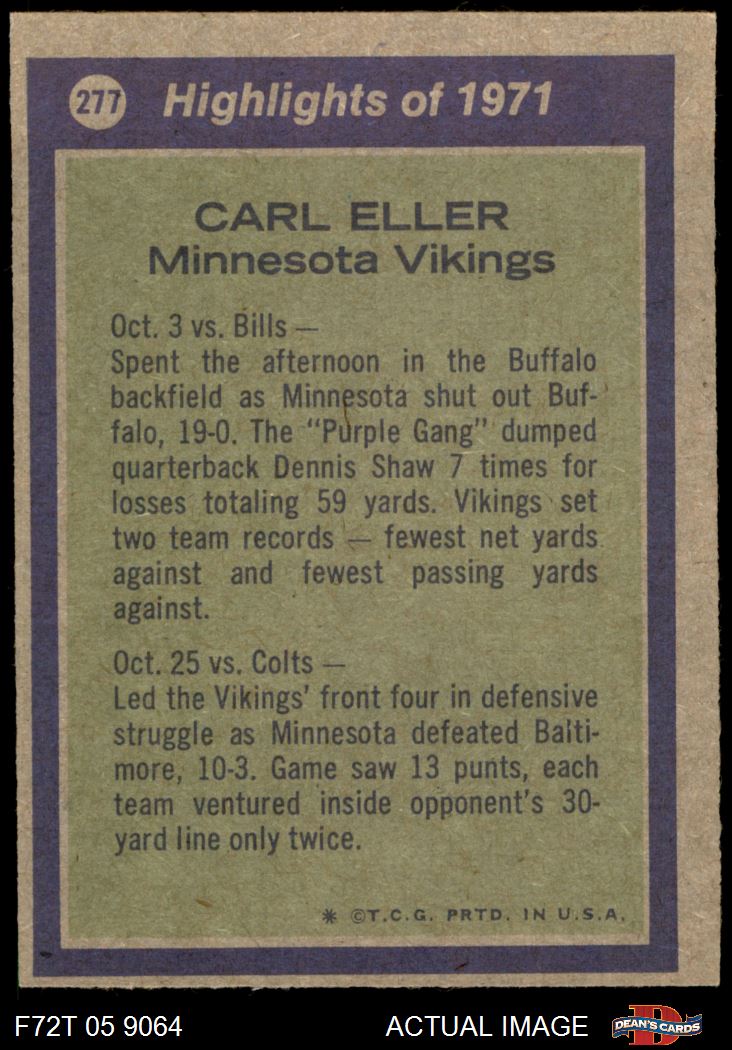 277 Highlights of 1971
CARL ELLER
Minnesota Vikings
Oct. 3 vs. Bills —
Spent the afternoon in the Buffalo
backfield as Minnesota shut out Buf-
falo, 19-0. The "Purple Gang" dumped
quarterback Dennis Shaw 7 times for
losses totaling 59 yards. Vikings set
two team records — fewest net yards
against and fewest passing yards
against.
Oct. 25 vs. Colts —
Led the Vikings' front four in defensive
struggle as Minnesota defeated Balti-
more, 10-3. Game saw 13 punts, each
team ventured inside opponent's 30-
yard line only twice.
* ©T.C.G. PRTD. IN U.S.A.
F72T 05 9064 ACTUAL IMAGE D DEAN'S CARDS